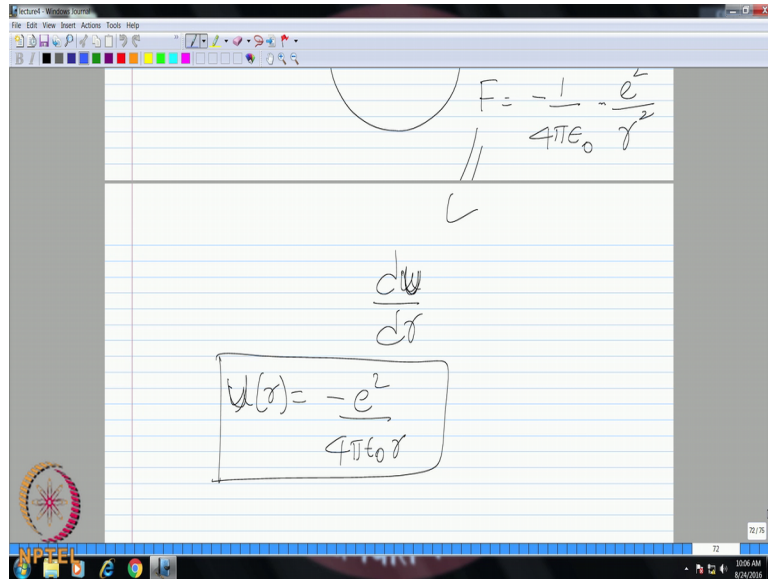 lecture4 - Windows Journal
File Edit View Insert Actions Tools Help
F = - 1/4πϵ₀ · e²/r²
du/dr
U(r) = -e²/4πϵ₀r
NPTEL
72/75
72
10:06 AM
8/24/2016